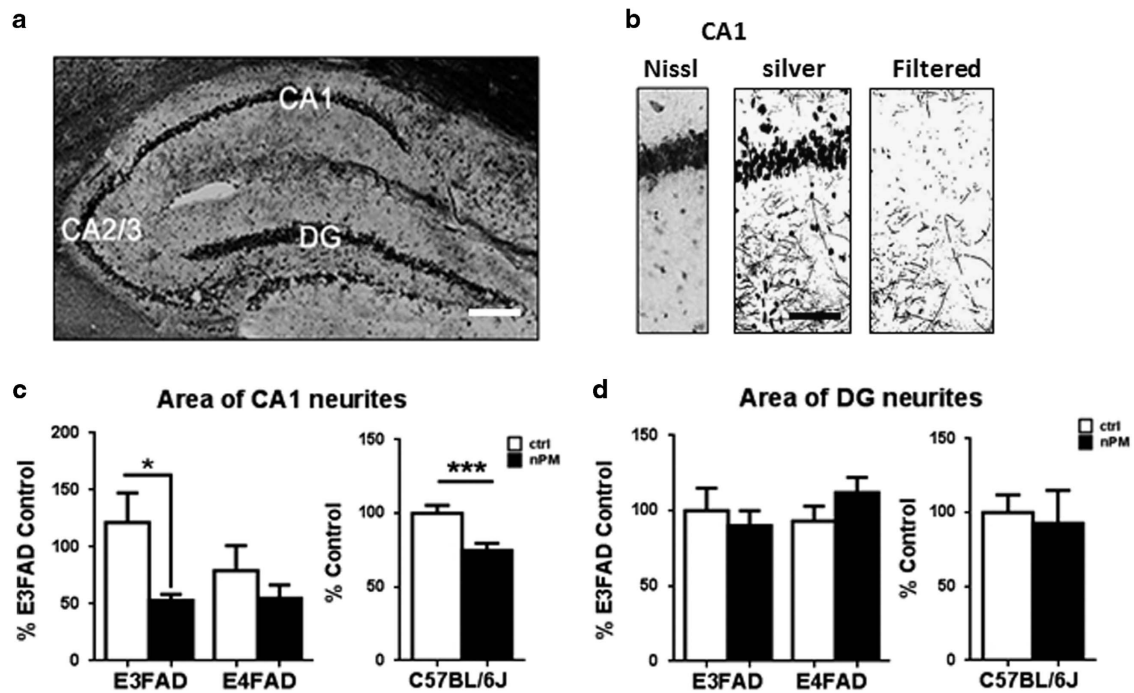 a
CA1
CA2/3
DG
b
CA1
Nissl silver Filtered
c
Area of CA1 neurites
ctrl
nPM
% E3FAD Control
200
150
100
50
0
*
E3FAD E4FAD
% Control
150
100
50
0
***
C57BL/6J
d
Area of DG neurites
ctrl
nPM
% E3FAD Control
150
100
50
0
E3FAD E4FAD
% Control
150
100
50
0
C57BL/6J